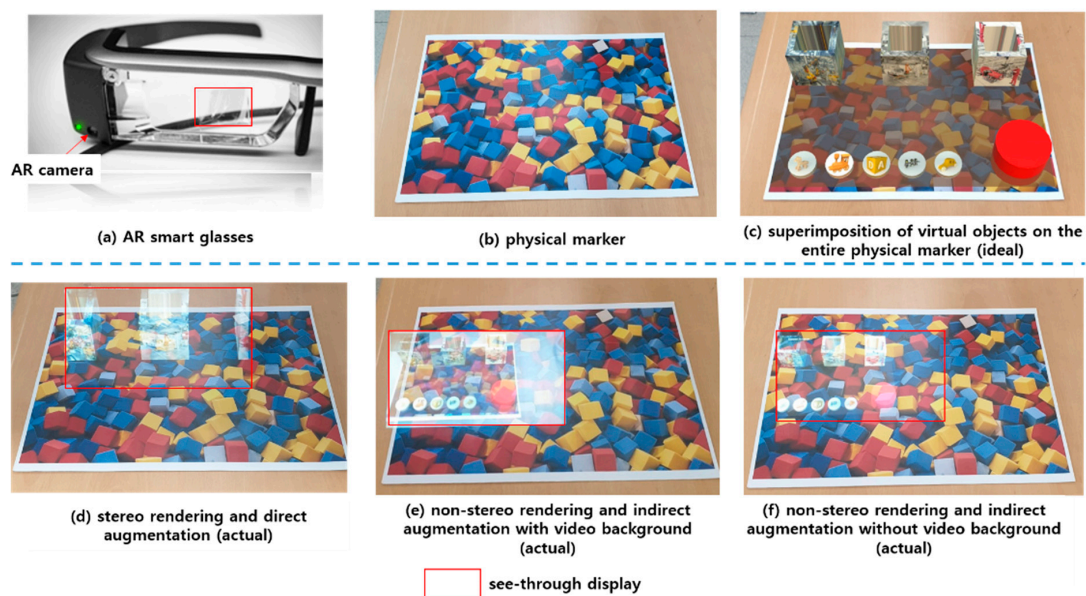 AR camera
(a) AR smart glasses
(b) physical marker
(c) superimposition of virtual objects on the
entire physical marker (ideal)
(d) stereo rendering and direct
augmentation (actual)
(e) non-stereo rendering and indirect
augmentation with video background
(actual)
(f) non-stereo rendering and indirect
augmentation without video background
(actual)
see-through display